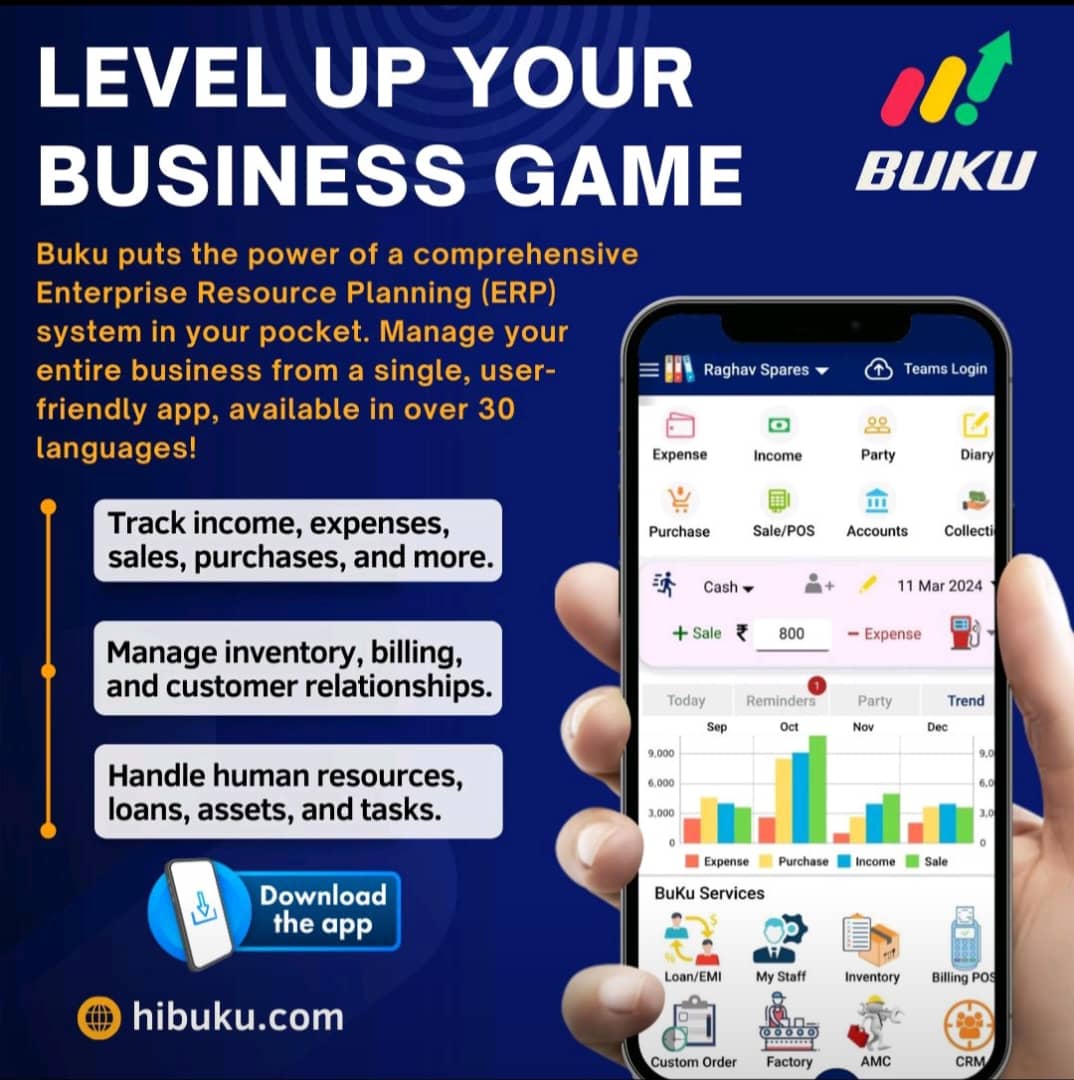 LEVEL UP YOUR
BUSINESS GAME
BUKU
Buku puts the power of a comprehensive
Enterprise Resource Planning (ERP)
system in your pocket. Manage your
entire business from a single, user-
friendly app, available in over 30
languages!
Track income, expenses,
sales, purchases, and more.
Manage inventory, billing,
and customer relationships.
Handle human resources,
loans, assets, and tasks.
Download
the app
hibuku.com
Raghav Spares Teams Login
Expense Income Party Diary
Purchase Sale/POS Accounts Collecti
Cash 11 Mar 2024
+ Sale ₹ 800 − Expense
1
Today Reminders Party Trend
Sep Oct Nov Dec
9,000 9,0
6,000 6,0
3,000 3,0
0 0
Expense Purchase Income Sale
BuKu Services
Loan/EMI My Staff Inventory Billing POS
Custom Order Factory AMC CRM